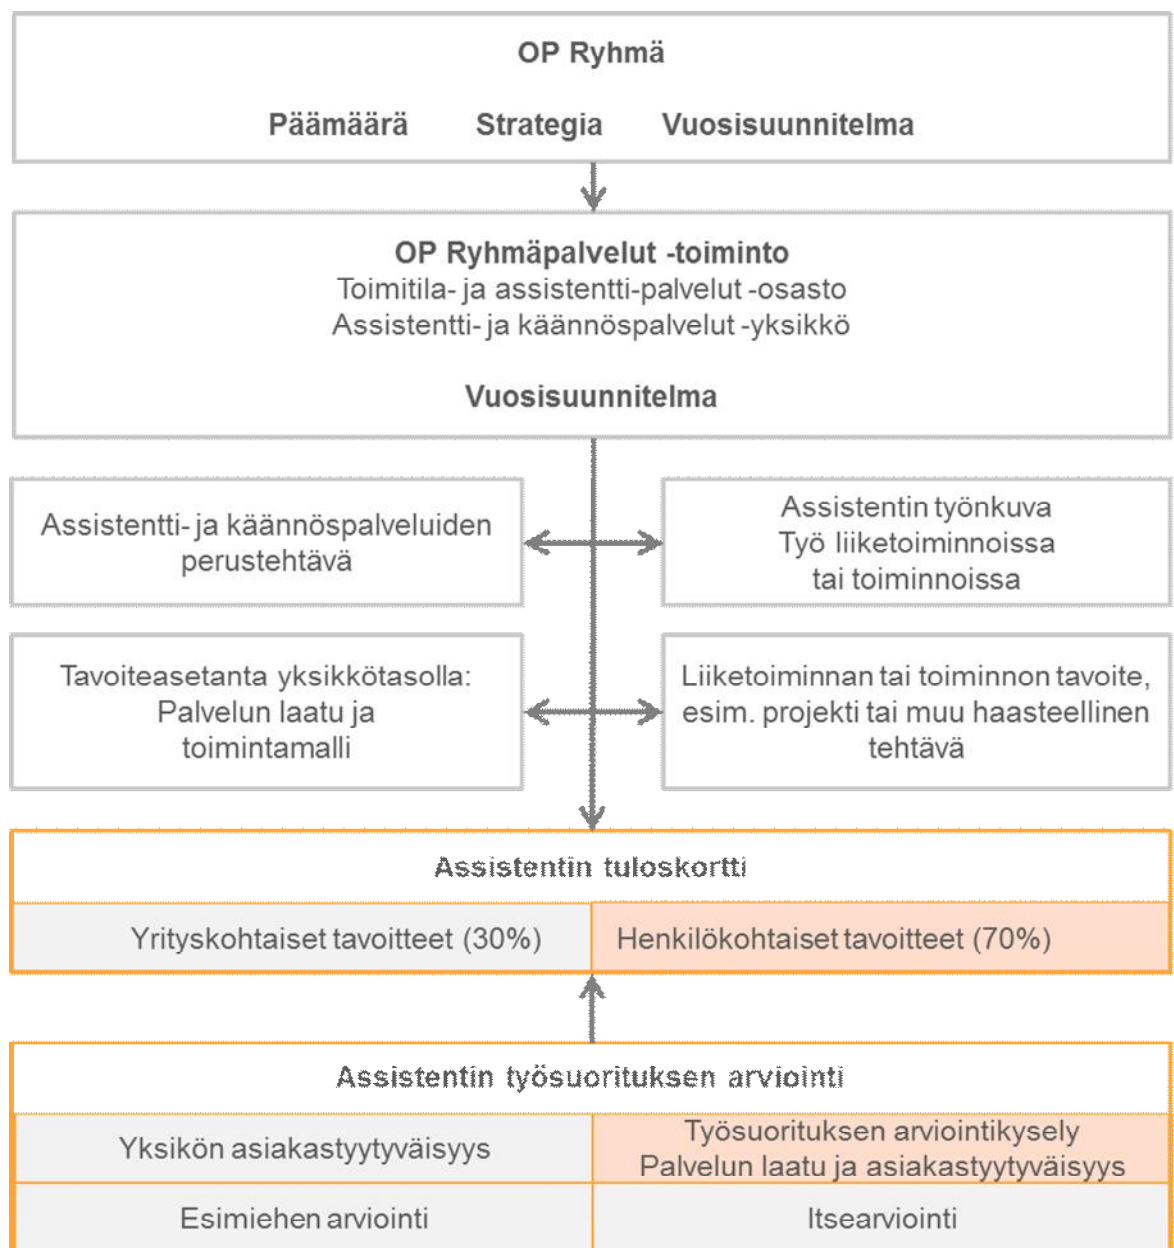 OP Ryhmä
Päämäärä Strategia Vuosisuunnitelma
OP Ryhmäpalvelut -toiminto
Toimitila- ja assistentti-palvelut -osasto
Assistentti- ja käännöspalvelut -yksikkö
Vuosisuunnitelma
Assistentti- ja käännöspalveluiden
perustehtävä
Assistentin työnkuva
Työ liiketoiminnoissa
tai toiminnoissa
Tavoiteasetanta yksikkötasolla:
Palvelun laatu ja
toimintamalli
Liiketoiminnan tai toiminnon tavoite,
esim. projekti tai muu haasteellinen
tehtävä
Assistentin tuloskortti
Yrityskohtaiset tavoitteet (30%)
Henkilökohtaiset tavoitteet (70%)
Assistentin työsuorituksen arviointi
Yksikön asiakastyytyväisyys
Työsuorituksen arviointikysely
Palvelun laatu ja asiakastyytyväisyys
Esimiehen arviointi
Itsearviointi